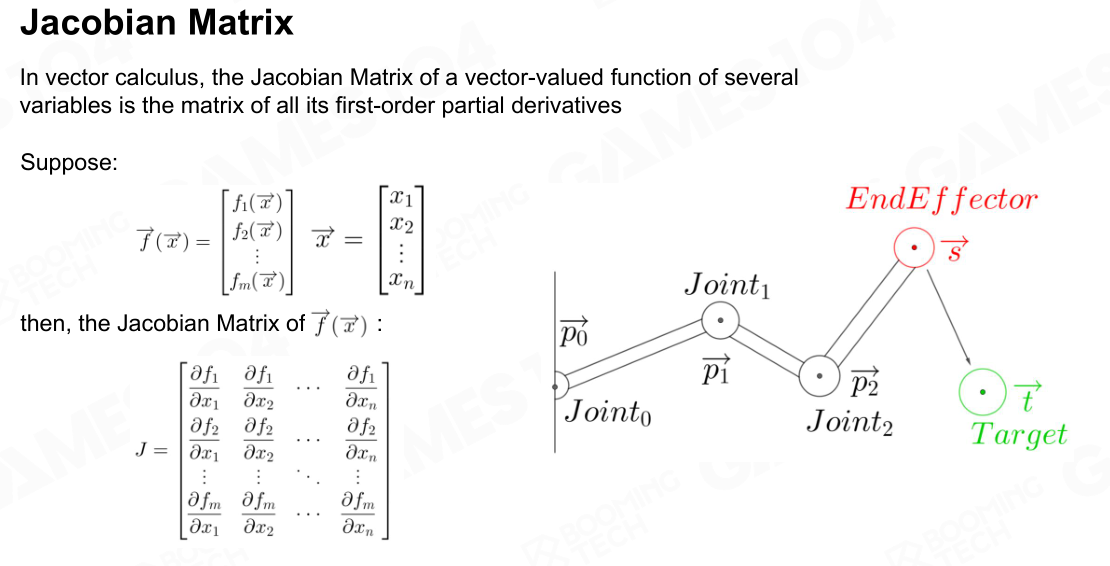 Jacobian Matrix
In vector calculus, the Jacobian Matrix of a vector-valued function of several
variables is the matrix of all its first-order partial derivatives
Suppose:
$\vec{f}(\vec{x}) = \begin{bmatrix} f_1(\vec{x}) \\ f_2(\vec{x}) \\ \vdots \\ f_m(\vec{x}) \end{bmatrix}$ $\vec{x} = \begin{bmatrix} x_1 \\ x_2 \\ \vdots \\ x_n \end{bmatrix}$
then, the Jacobian Matrix of $\vec{f}(\vec{x})$ :
$J = \begin{bmatrix} \frac{\partial f_1}{\partial x_1} & \frac{\partial f_1}{\partial x_2} & \cdots & \frac{\partial f_1}{\partial x_n} \\ \frac{\partial f_2}{\partial x_1} & \frac{\partial f_2}{\partial x_2} & \cdots & \frac{\partial f_2}{\partial x_n} \\ \vdots & \vdots & \ddots & \vdots \\ \frac{\partial f_m}{\partial x_1} & \frac{\partial f_m}{\partial x_2} & \cdots & \frac{\partial f_m}{\partial x_n} \end{bmatrix}$
$EndEffector$
$\vec{s}$
$Joint_1$
$\vec{p_0}$
$\vec{p_1}$
$\vec{p_2}$
$Joint_0$
$Joint_2$
$\vec{t}$
$Target$
GAMES104
BOOMING
TECH